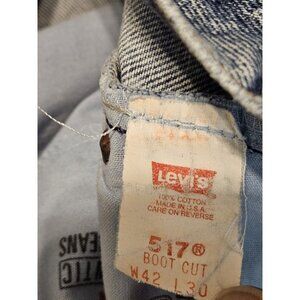 Levi's
100% COTTON
MADE IN U.S.A.
CARE ON REVERSE
517®
BOOT CUT
W42 L30